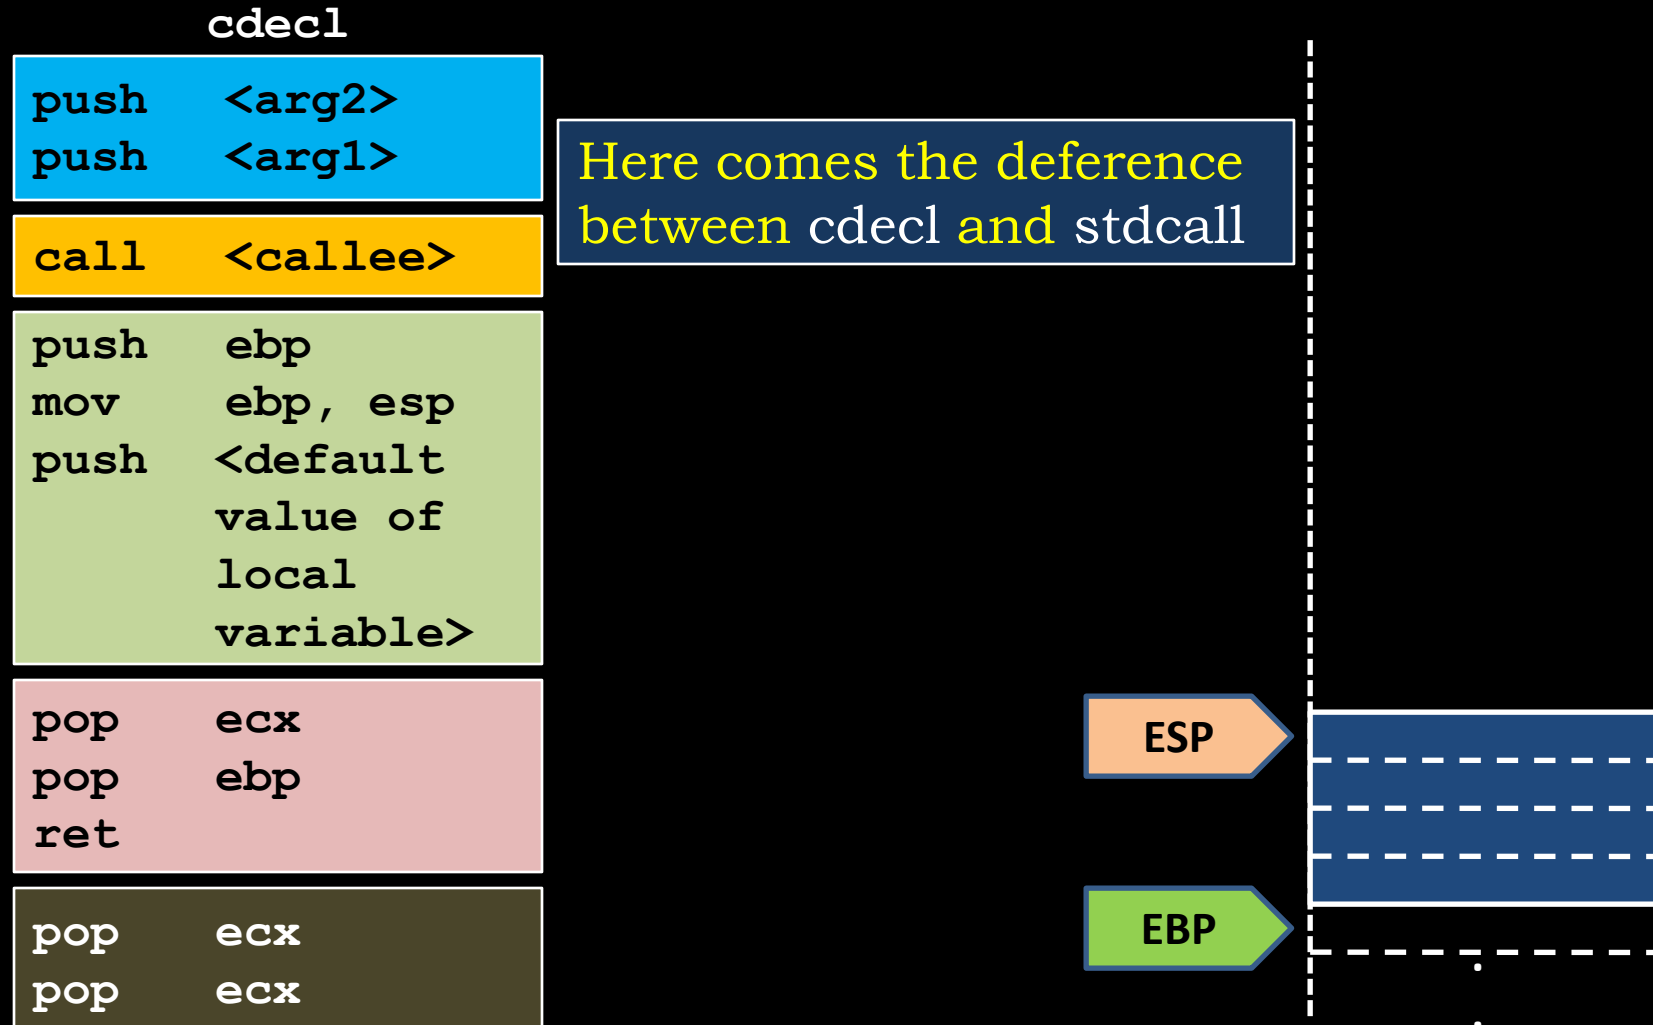 cdecl
push <arg2>
push <arg1>
call <callee>
push ebp
mov ebp, esp
push <default
value of
local
variable>
pop ecx
pop ebp
ret
pop ecx
pop ecx
Here comes the deference
between cdecl and stdcall
ESP
EBP